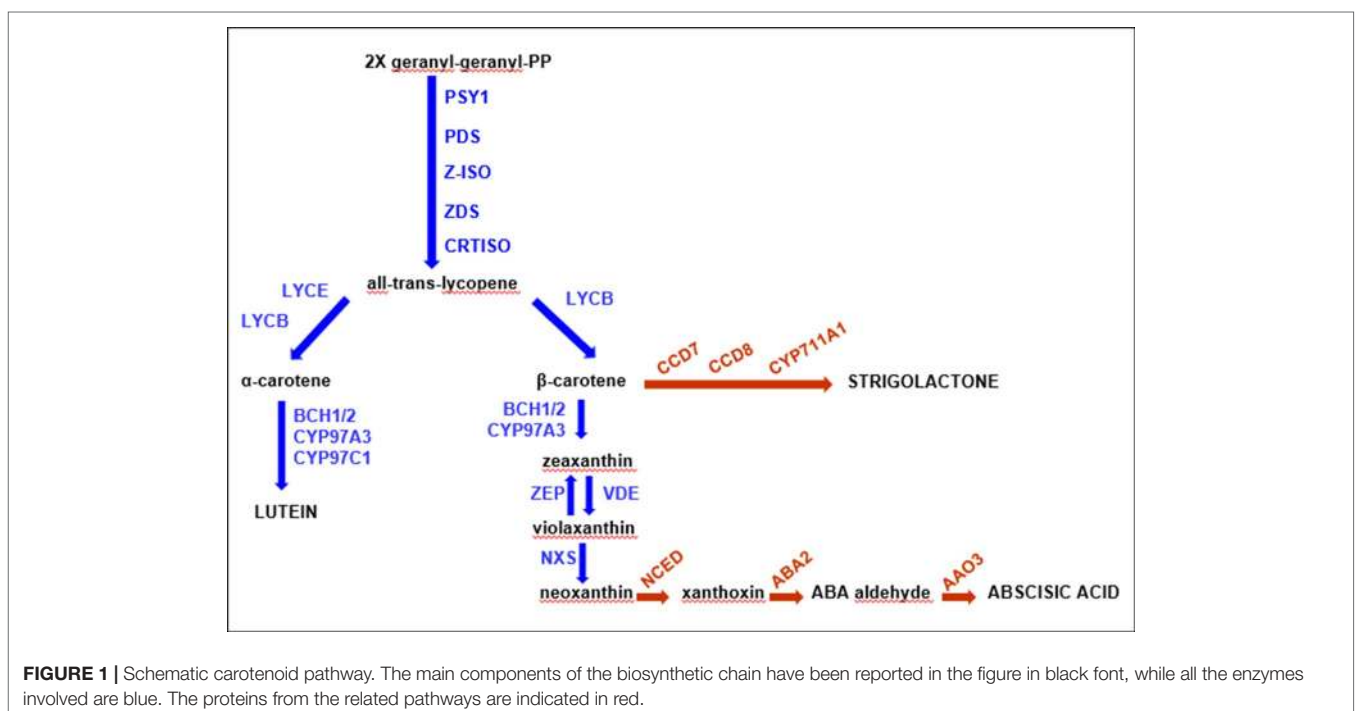 2X geranyl-geranyl-PP
PSY1
PDS
Z-ISO
ZDS
CRTISO
all-trans-lycopene
LYCE
LYCB
LYCB
CCD7 CCD8 CYP711A1
α-carotene
β-carotene
STRIGOLACTONE
BCH1/2
CYP97A3
CYP97C1
BCH1/2
CYP97A3
zeaxanthin
LUTEIN
ZEP VDE
violaxanthin
NXS
NCED ABA2 AAO3
neoxanthin xanthoxin ABA aldehyde ABSCISIC ACID
FIGURE 1 | Schematic carotenoid pathway. The main components of the biosynthetic chain have been reported in the figure in black font, while all the enzymes
involved are blue. The proteins from the related pathways are indicated in red.